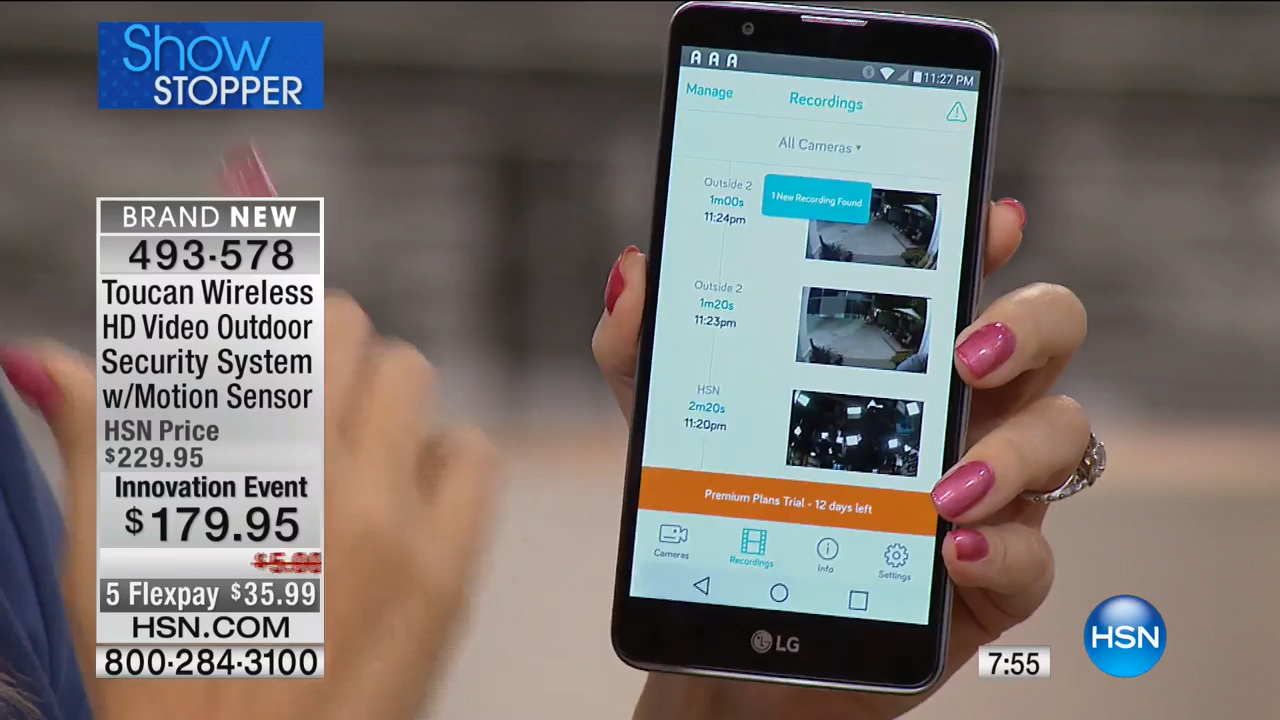 Show
STOPPER
BRAND NEW
493-578
Toucan Wireless
HD Video Outdoor
Security System
w/Motion Sensor
HSN Price
$229.95
Innovation Event
$179.95
5 Flexpay $35.99
HSN.COM
800-284-3100
A A A
11:27 PM
Manage
Recordings
All Cameras
Outside 2
1m00s
11:24pm
1 New Recording Found
Outside 2
1m20s
11:23pm
HSN
2m20s
11:20pm
Premium Plans Trial - 12 days left
Cameras
Recordings
Info
Settings
LG
7:55
HSN